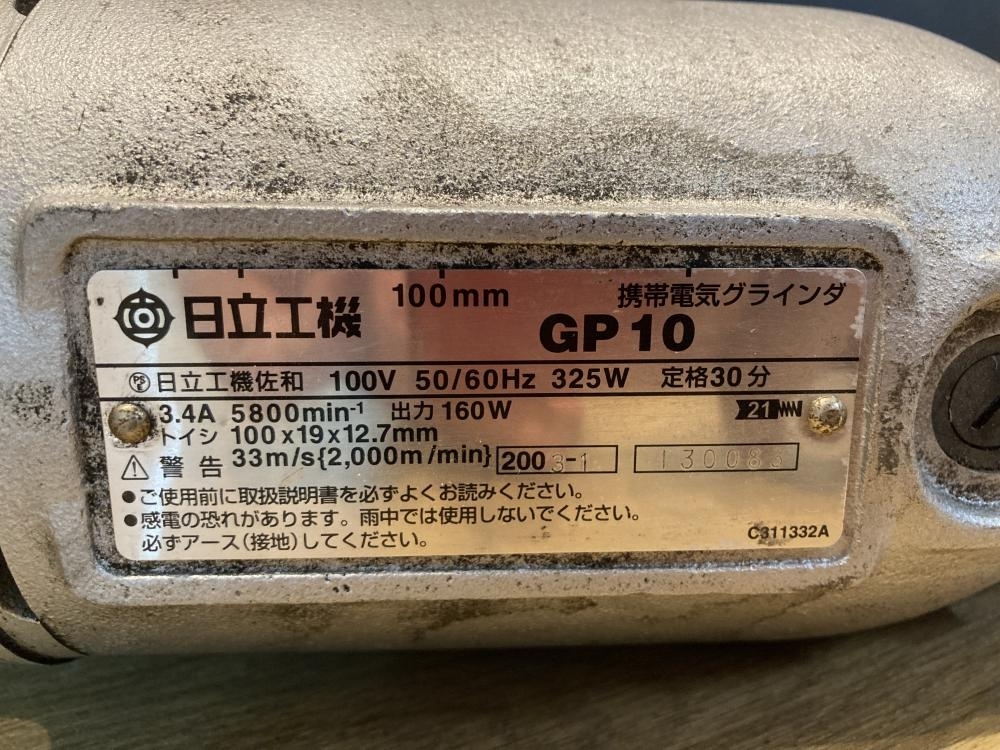 日立工機 100mm 携帯電気グラインダ
GP10
日立工機佐和 100V 50/60Hz 325W 定格30分
3.4A 5800min⁻¹ 出力160W 21
トイシ 100x19x12.7mm
⚠警告 33m/s{2,000m/min} 2003-1 130083
●ご使用前に取扱説明書を必ずよくお読みください。
●感電の恐れがあります。雨中では使用しないでください。
必ずアース(接地)してください。
C311332A